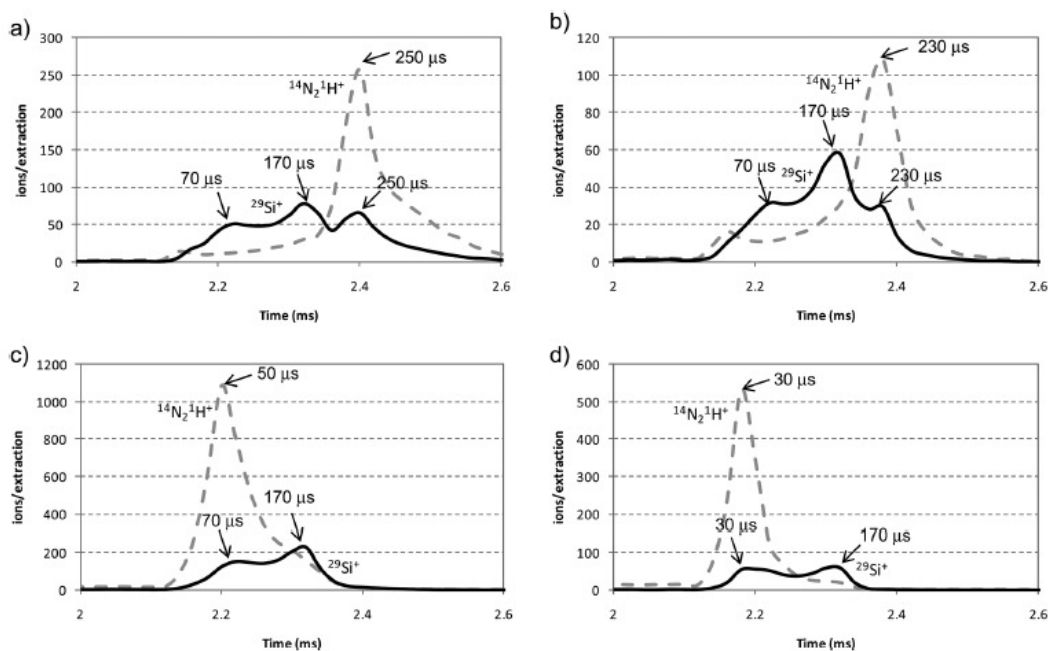 a)
300
250
200
150
100
50
0
ions/extraction
250 µs
¹⁴N₂¹H⁺
170 µs
70 µs
²⁹Si⁺
250 µs
2 2.2 2.4 2.6
Time (ms)
b)
120
100
80
60
40
20
0
ions/extraction
230 µs
¹⁴N₂¹H⁺
170 µs
70 µs
²⁹Si⁺
230 µs
2 2.2 2.4 2.6
Time (ms)
c)
1200
1000
800
600
400
200
0
ions/extraction
50 µs
¹⁴N₂¹H⁺
170 µs
70 µs
²⁹Si⁺
2 2.2 2.4 2.6
Time (ms)
d)
600
500
400
300
200
100
0
ions/extraction
30 µs
¹⁴N₂¹H⁺
30 µs
170 µs
²⁹Si⁺
2 2.2 2.4 2.6
Time (ms)